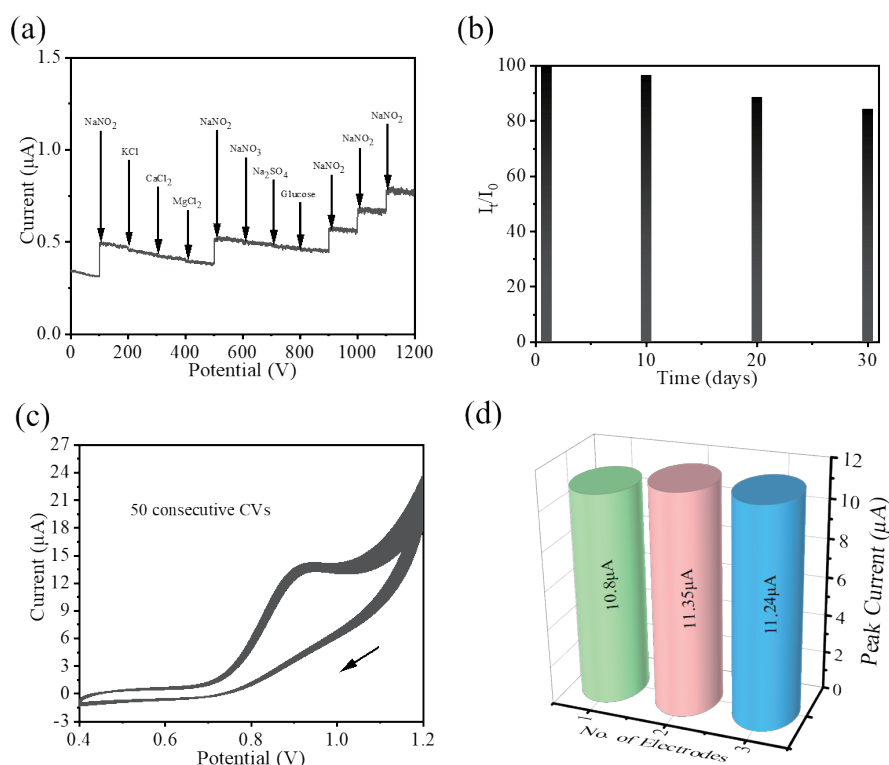 (a)
1.5
1.0
0.5
0.0
Current (μA)
NaNO2
KCl
CaCl2
MgCl2
NaNO2
NaNO3
Na2SO4
Glucose
NaNO2
NaNO2
NaNO2
0 200 400 600 800 1000 1200
Potential (V)
(b)
100
80
60
40
20
0
It/I0
0 10 20 30
Time (days)
(c)
27
24
21
18
15
12
9
6
3
0
-3
Current (μA)
50 consecutive CVs
0.4 0.6 0.8 1.0 1.2
Potential (V)
(d)
12
10
8
6
4
2
0
Peak Current (μA)
10.8μA
11.35μA
11.24μA
1 2 3
No. of Electrodes